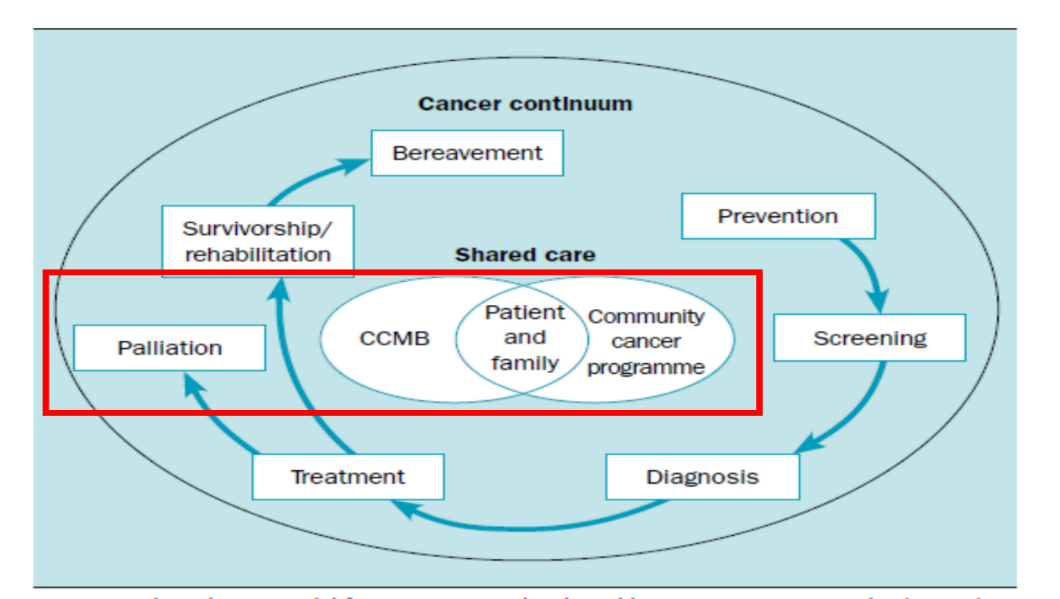 Cancer continuum
Bereavement
Survivorship/
rehabilitation
Prevention
Shared care
CCMB
Patient
and
family
Community
cancer
programme
Palliation
Screening
Treatment
Diagnosis